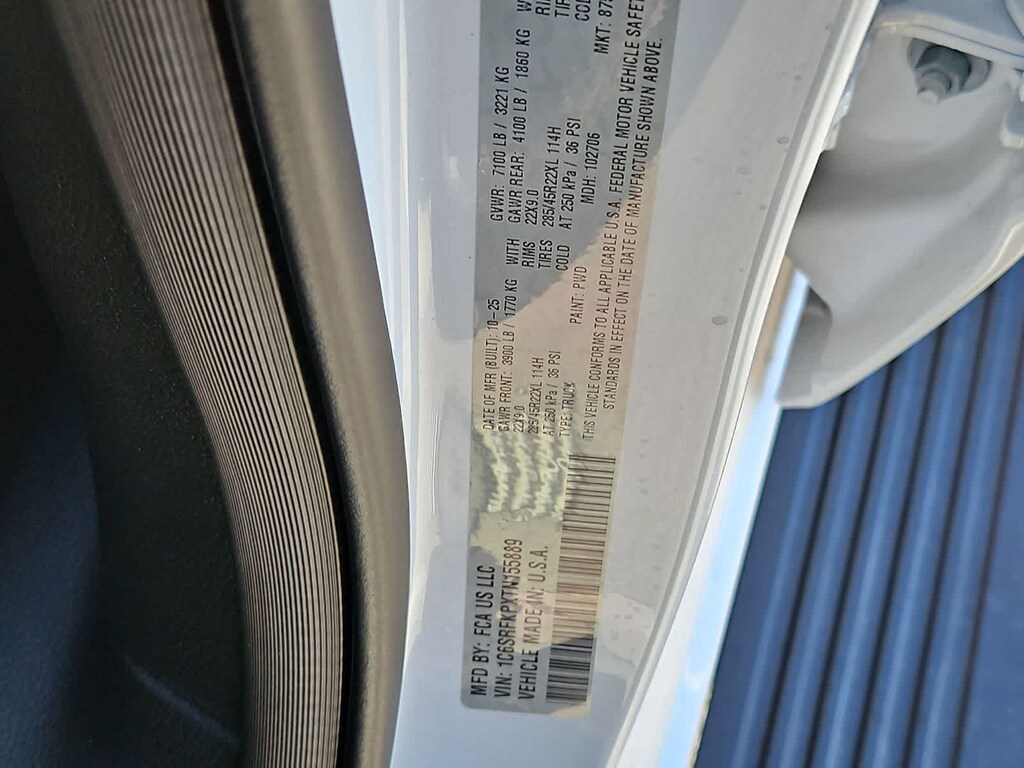 MFD BY: FCA US LLC
VIN: 1C6SRFKPXTN155889
VEHICLE MADE IN: U.S.A.
DATE OF MFR (BUILT): 10-25 GVWR: 7100 LB / 3221 KG
GAWR FRONT: 3900 LB / 1770 KG WITH GAWR REAR: 4100 LB / 1860 KG
22X9.0 RIMS 22X9.0 RIMS
285/45R22XL 114H TIRES 285/45R22XL 114H
AT 250 kPa / 36 PSI COLD AT 250 kPa / 36 PSI COLD
TYPE: TRUCK PAINT: PWD MDH: 102706 MKT:
THIS VEHICLE CONFORMS TO ALL APPLICABLE U.S.A. FEDERAL MOTOR VEHICLE SAFETY
STANDARDS IN EFFECT ON THE DATE OF MANUFACTURE SHOWN ABOVE.